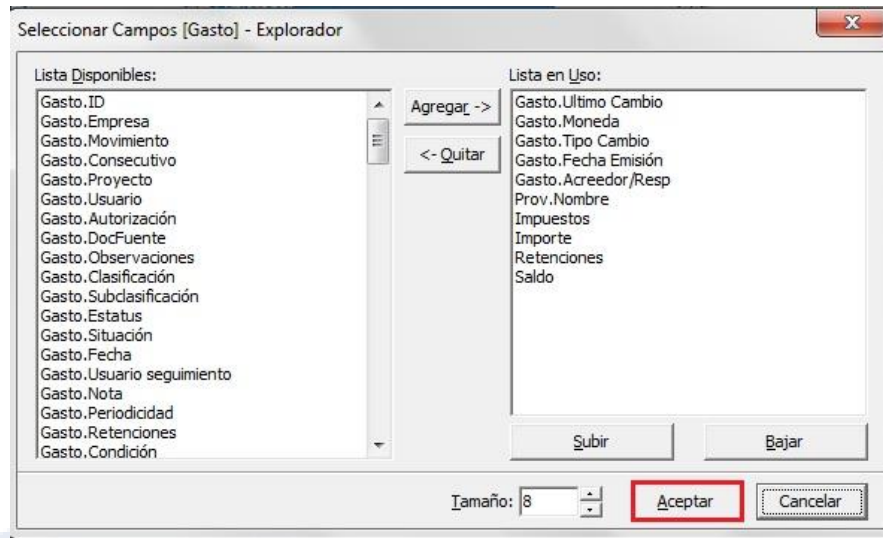 Seleccionar Campos [Gasto] - Explorador
Lista Disponibles:
Gasto.ID
Gasto.Empresa
Gasto.Movimiento
Gasto.Consecutivo
Gasto.Proyecto
Gasto.Usuario
Gasto.Autorización
Gasto.DocFuente
Gasto.Observaciones
Gasto.Clasificación
Gasto.Subclasificación
Gasto.Estatus
Gasto.Situación
Gasto.Fecha
Gasto.Usuario seguimiento
Gasto.Nota
Gasto.Periodicidad
Gasto.Retenciones
Gasto.Condición
Agregar ->
<- Quitar
Lista en Uso:
Gasto.Ultimo Cambio
Gasto.Moneda
Gasto.Tipo Cambio
Gasto.Fecha Emisión
Gasto.Acreedor/Resp
Prov.Nombre
Impuestos
Importe
Retenciones
Saldo
Subir
Bajar
Tamaño: 8
Aceptar
Cancelar